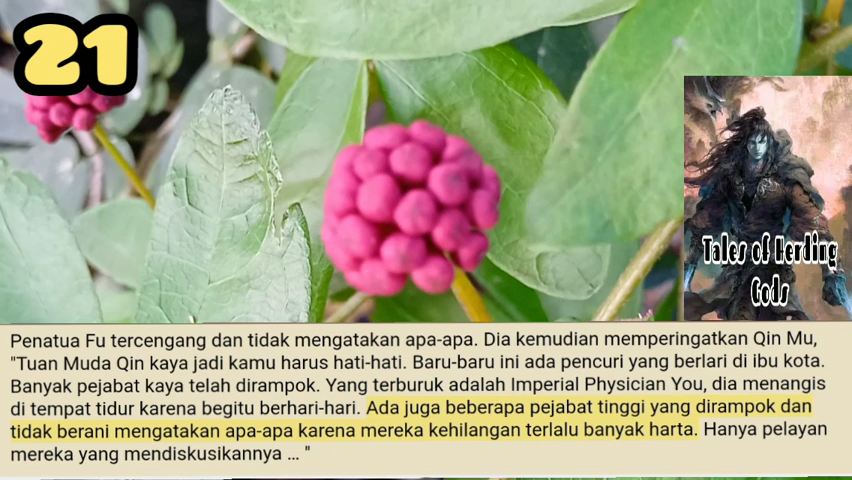 21
Tales of Herding
Gods
Penatua Fu tercengang dan tidak mengatakan apa-apa. Dia kemudian memperingatkan Qin Mu,
"Tuan Muda Qin kaya jadi kamu harus hati-hati. Baru-baru ini ada pencuri yang berlari di ibu kota.
Banyak pejabat kaya telah dirampok. Yang terburuk adalah Imperial Physician You, dia menangis
di tempat tidur karena begitu berhari-hari. Ada juga beberapa pejabat tinggi yang dirampok dan
tidak berani mengatakan apa-apa karena mereka kehilangan terlalu banyak harta. Hanya pelayan
mereka yang mendiskusikannya ... "